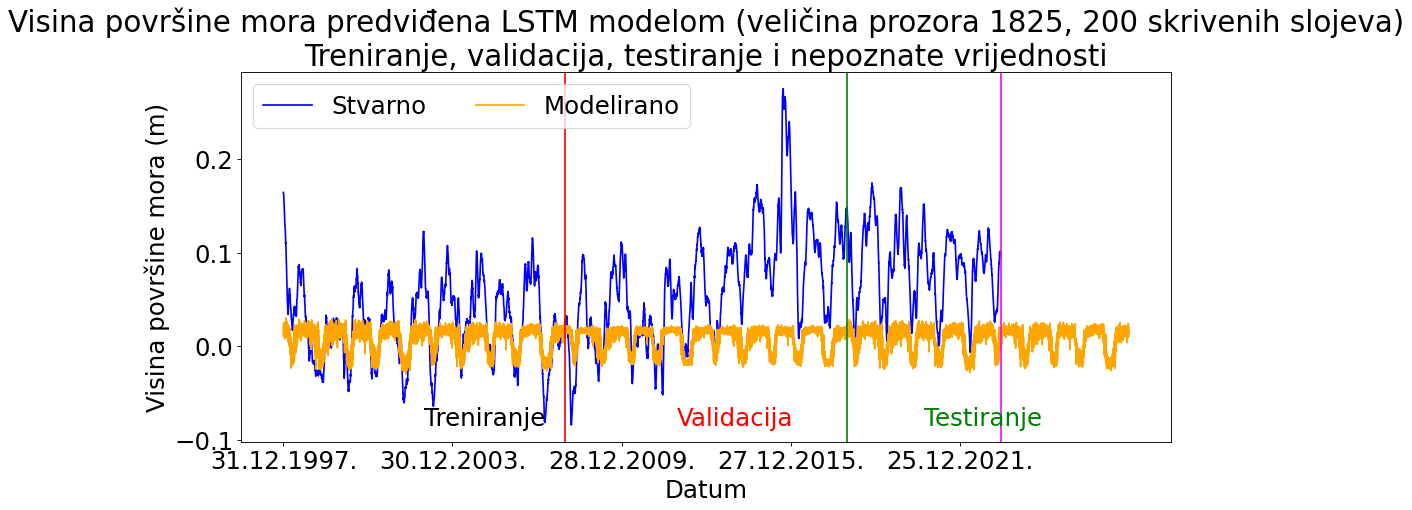 Visina površine mora predviđena LSTM modelom (veličina prozora 1825, 200 skrivenih slojeva)
Treniranje, validacija, testiranje i nepoznate vrijednosti
Stvarno
Modelirano
Visina površine mora (m)
0.2
0.1
0.0
−0.1
Treniranje
Validacija
Testiranje
31.12.1997.
30.12.2003.
28.12.2009.
27.12.2015.
25.12.2021.
Datum